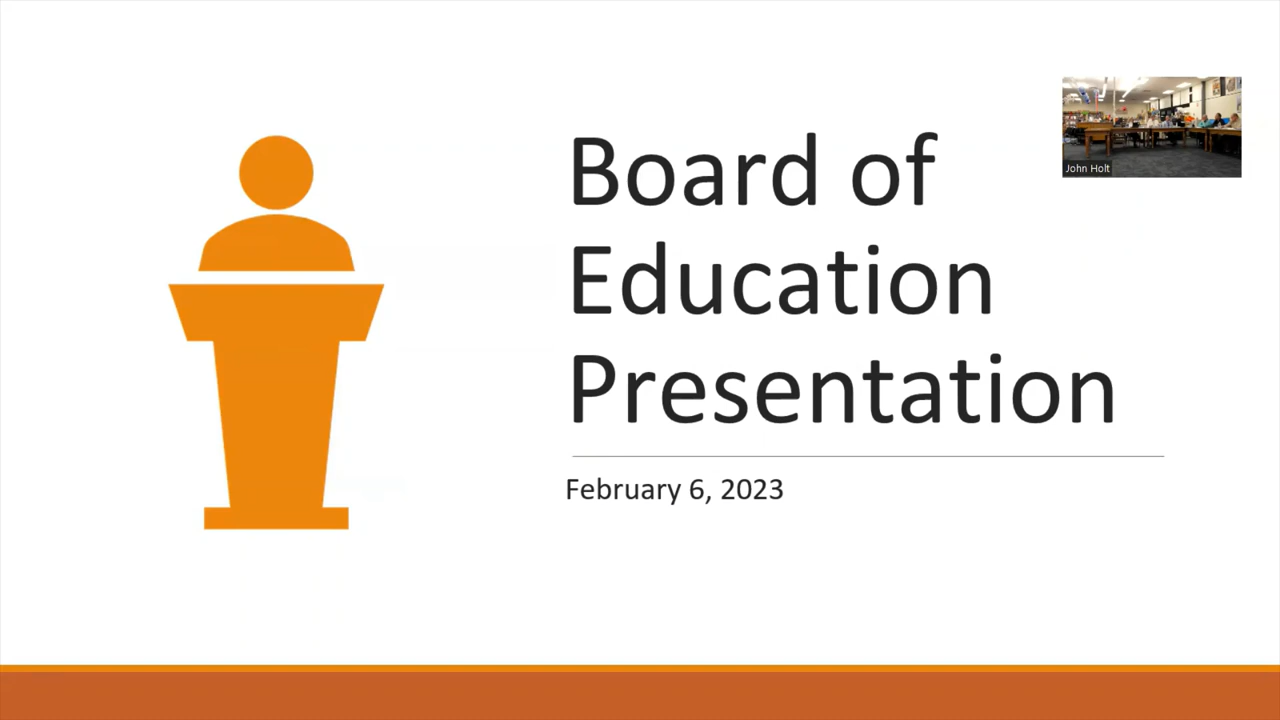 Board of
Education
Presentation
February 6, 2023
John Holt